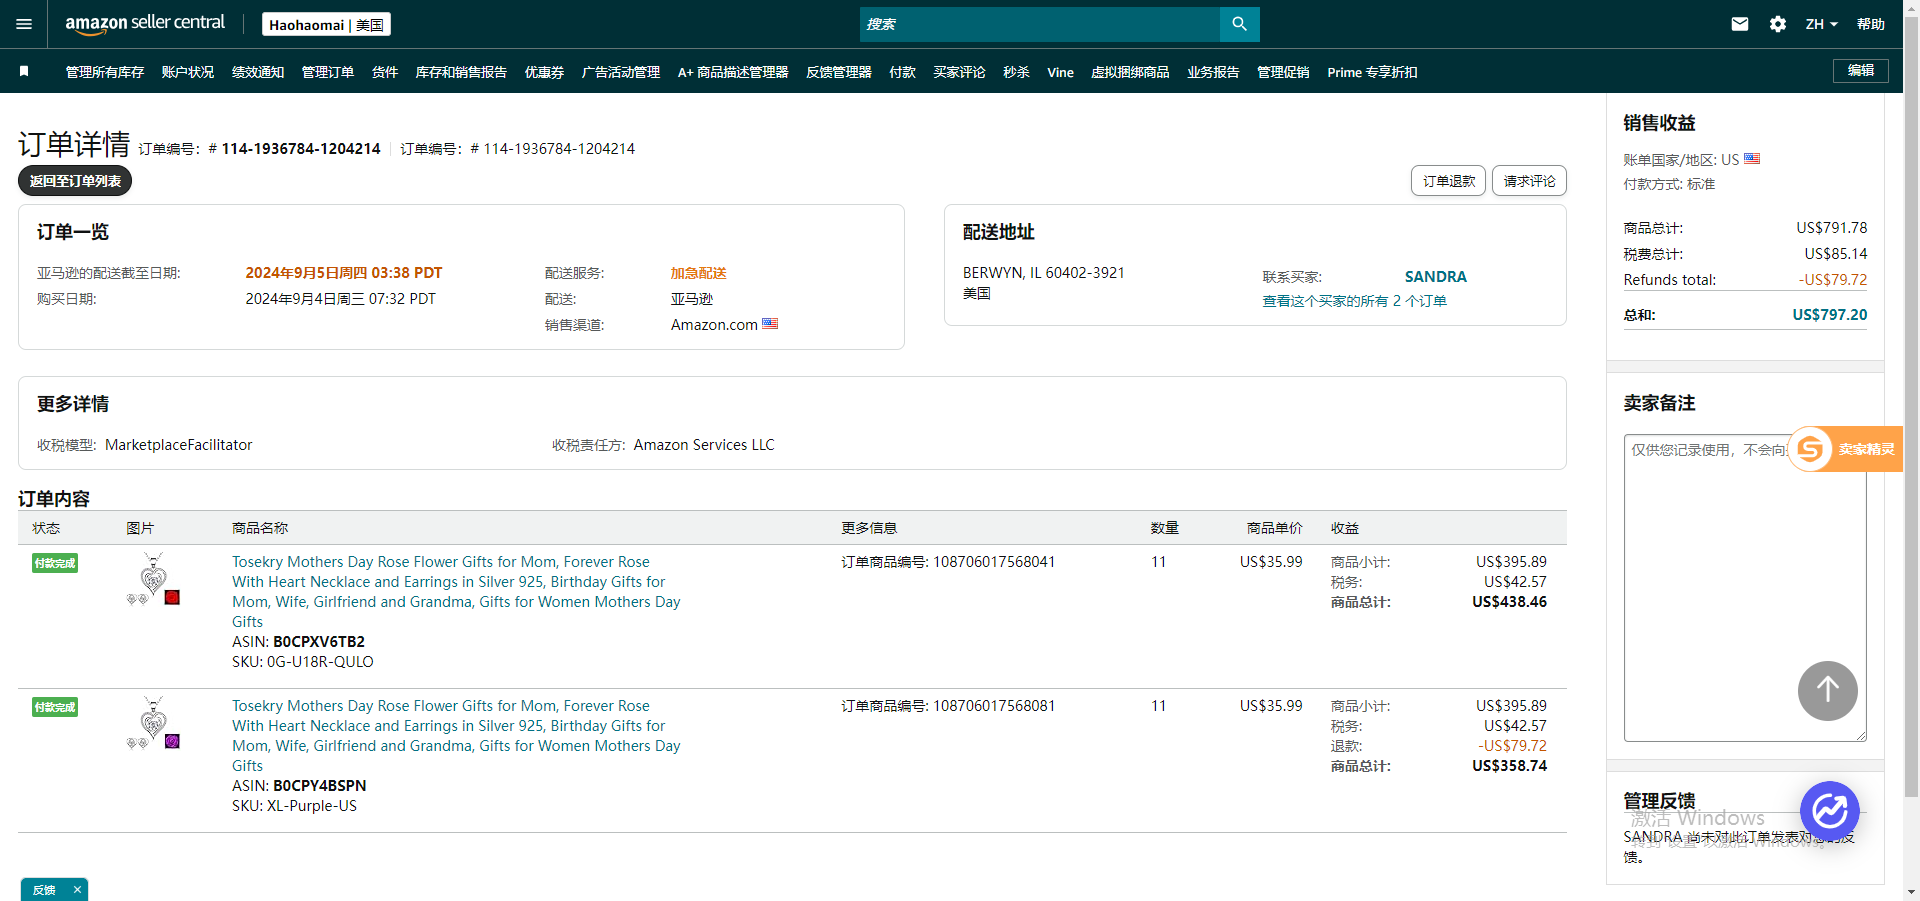 amazon seller central
Haohaomai | 美国
搜索
ZH
帮助
管理所有库存 账户状况 绩效通知 管理订单 货件 库存和销售报告 优惠券 广告活动管理 A+ 商品描述管理器 反馈管理器 付款 买家评论 秒杀 Vine 虚拟捆绑商品 业务报告 管理促销 Prime 专享折扣
编辑
订单详情 订单编号: # 114-1936784-1204214 订单编号: # 114-1936784-1204214
返回至订单列表
订单退款 请求评论
订单一览
亚马逊的配送截至日期: 2024年9月5日周四 03:38 PDT
购买日期: 2024年9月4日周三 07:32 PDT
配送服务: 加急配送
配送: 亚马逊
销售渠道: Amazon.com
配送地址
BERWYN, IL 60402-3921
美国
联系买家: SANDRA
查看这个买家的所有 2 个订单
更多详情
收税模型: MarketplaceFacilitator
收税责任方: Amazon Services LLC
订单内容
状态 图片 商品名称 更多信息 数量 商品单价 收益
付款完成
Tosekry Mothers Day Rose Flower Gifts for Mom, Forever Rose
With Heart Necklace and Earrings in Silver 925, Birthday Gifts for
Mom, Wife, Girlfriend and Grandma, Gifts for Women Mothers Day
Gifts
ASIN: B0CPXV6TB2
SKU: 0G-U18R-QULO
订单商品编号: 108706017568041
11
US$35.99
商品小计: US$395.89
税务: US$42.57
商品总计: US$438.46
付款完成
Tosekry Mothers Day Rose Flower Gifts for Mom, Forever Rose
With Heart Necklace and Earrings in Silver 925, Birthday Gifts for
Mom, Wife, Girlfriend and Grandma, Gifts for Women Mothers Day
Gifts
ASIN: B0CPY4BSPN
SKU: XL-Purple-US
订单商品编号: 108706017568081
11
US$35.99
商品小计: US$395.89
税务: US$42.57
退款: -US$79.72
商品总计: US$358.74
反馈 ×
销售收益
账单国家/地区: US
付款方式: 标准
商品总计: US$791.78
税费总计: US$85.14
Refunds total: -US$79.72
总和: US$797.20
卖家备注
仅供您记录使用，不会向
卖家精灵
管理反馈
激活 Windows
SANDRA 尚未对此订单发表对您的反
转到"设置"以激活 Windows。
馈。